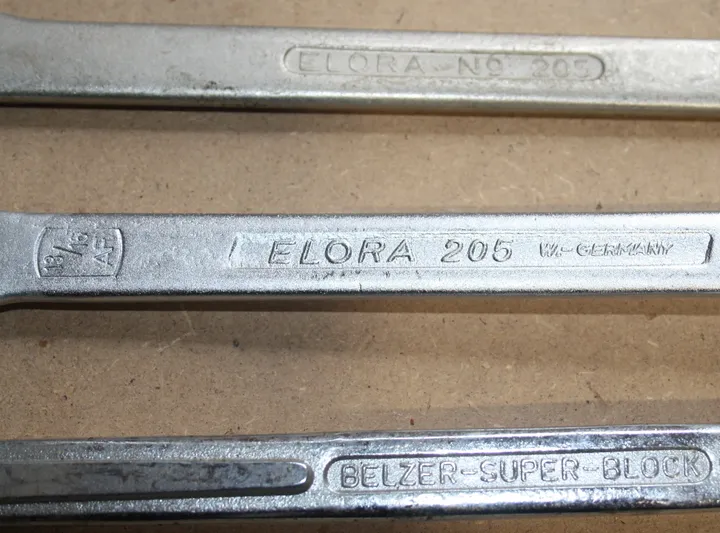 ELORA-No 205
13/16 AF
ELORA 205 W.-GERMANY
BELZER-SUPER-BLOCK